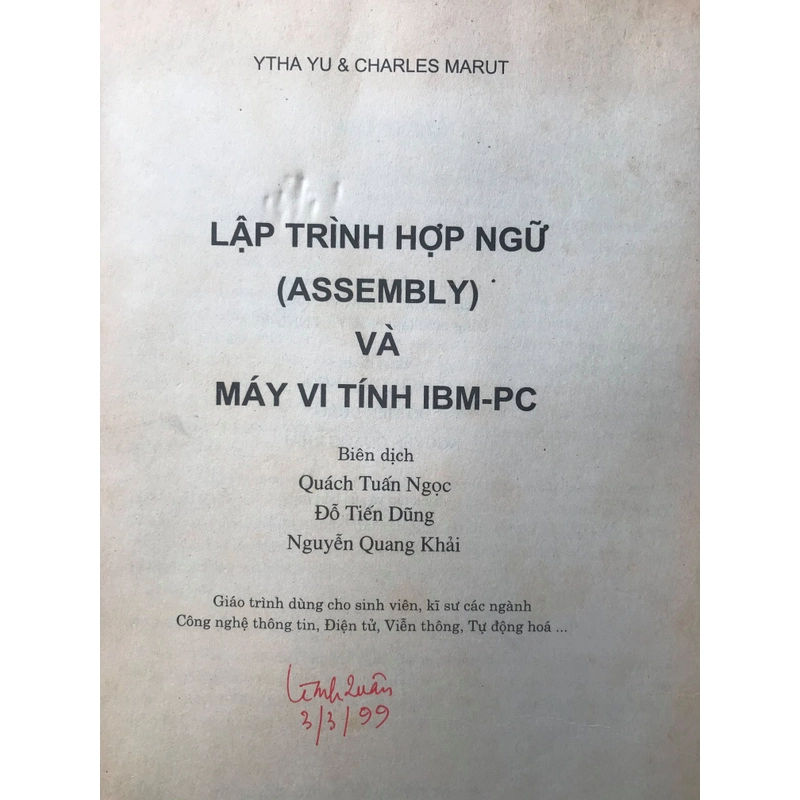 YTHA YU & CHARLES MARUT
LẬP TRÌNH HỢP NGỮ
(ASSEMBLY)
VÀ
MÁY VI TÍNH IBM-PC
Biên dịch
Quách Tuấn Ngọc
Đỗ Tiến Dũng
Nguyễn Quang Khải
Giáo trình dùng cho sinh viên, kĩ sư các ngành
Công nghệ thông tin, Điện tử, Viễn thông, Tự động hoá ...
3/3/99